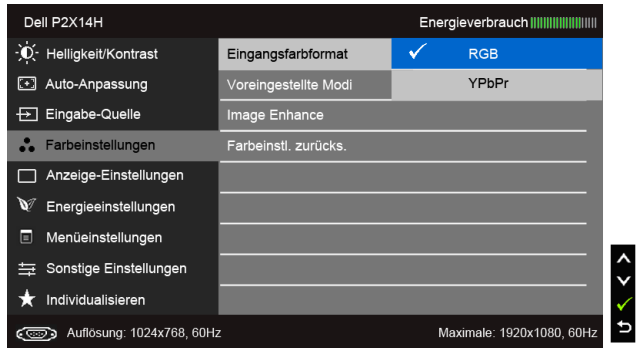 Dell P2X14H Energieverbrauch
Helligkeit/Kontrast Eingangsfarbformat RGB
Auto-Anpassung Voreingestellte Modi YPbPr
Eingabe-Quelle Image Enhance
Farbeinstellungen Farbeinstl. zurücks.
Anzeige-Einstellungen
Energieeinstellungen
Menüeinstellungen
Sonstige Einstellungen
Individualisieren
Auflösung: 1024x768, 60Hz Maximale: 1920x1080, 60Hz